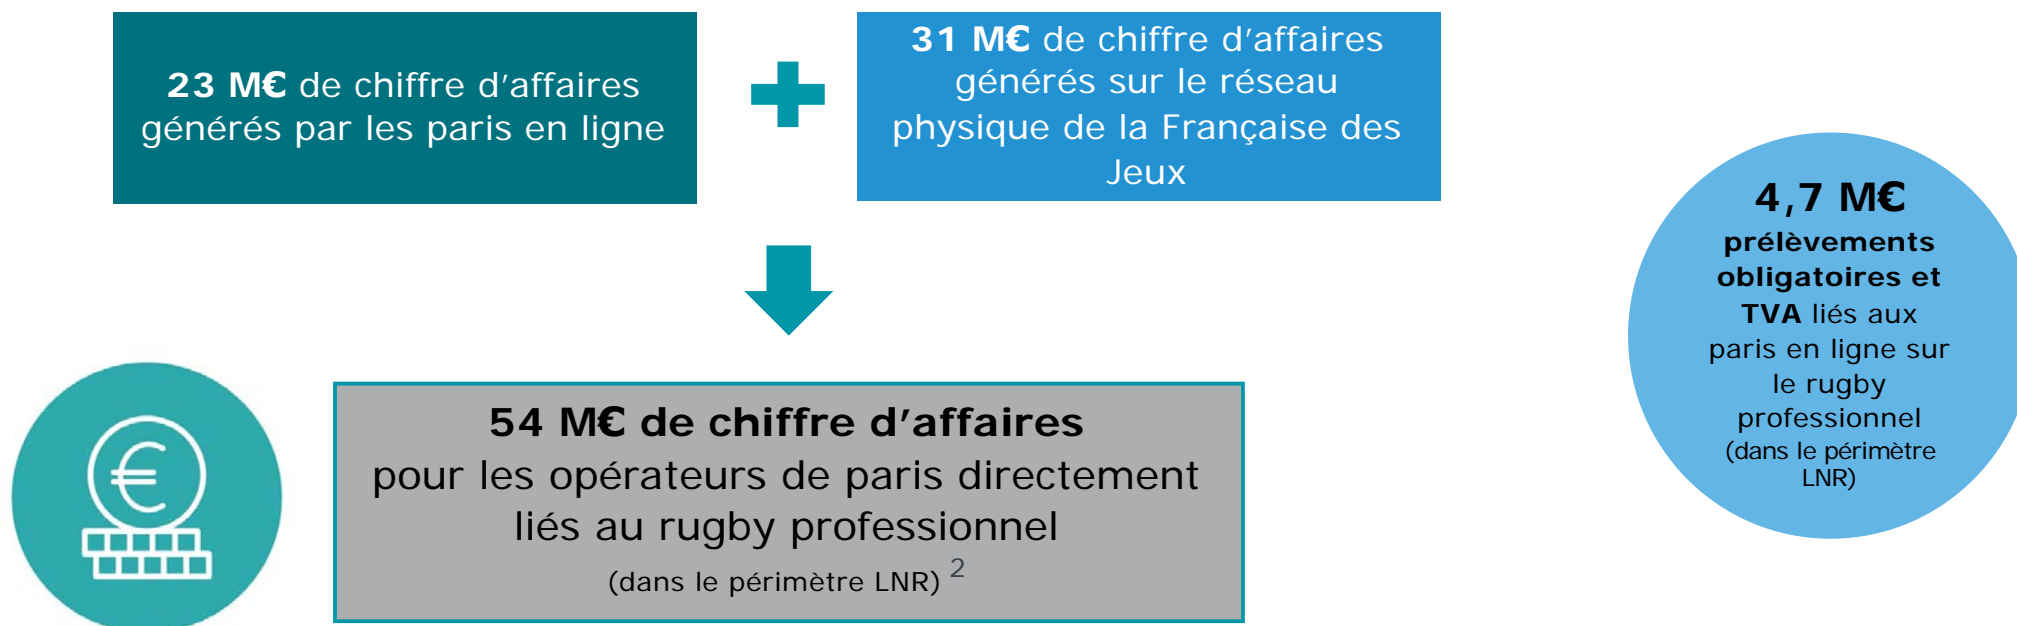 23 M€ de chiffre d’affaires
générés par les paris en ligne
31 M€ de chiffre d’affaires
générés sur le réseau
physique de la Française des
Jeux
54 M€ de chiffre d’affaires
pour les opérateurs de paris directement
liés au rugby professionnel
(dans le périmètre LNR) 2
4,7 M€
prélèvements
obligatoires et
TVA liés aux
paris en ligne sur
le rugby
professionnel
(dans le périmètre
LNR)
€